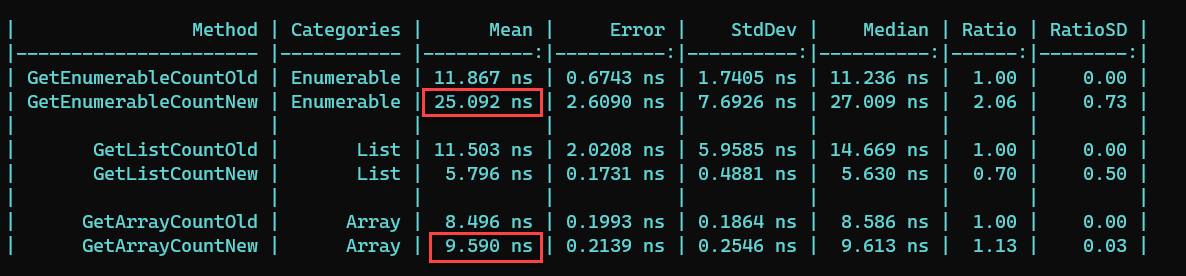 | Method | Categories | Mean | Error | StdDev | Median | Ratio | RatioSD |
|---------------------- |----------- |----------:|----------:|----------:|----------:|------:|--------:|
| GetEnumerableCountOld | Enumerable | 11.867 ns | 0.6743 ns | 1.7405 ns | 11.236 ns | 1.00 | 0.00 |
| GetEnumerableCountNew | Enumerable | 25.092 ns | 2.6090 ns | 7.6926 ns | 27.009 ns | 2.06 | 0.73 |
| | | | | | | | |
| GetListCountOld | List | 11.503 ns | 2.0208 ns | 5.9585 ns | 14.669 ns | 1.00 | 0.00 |
| GetListCountNew | List | 5.796 ns | 0.1731 ns | 0.4881 ns | 5.630 ns | 0.70 | 0.50 |
| | | | | | | | |
| GetArrayCountOld | Array | 8.496 ns | 0.1993 ns | 0.1864 ns | 8.586 ns | 1.00 | 0.00 |
| GetArrayCountNew | Array | 9.590 ns | 0.2139 ns | 0.2546 ns | 9.613 ns | 1.13 | 0.03 |